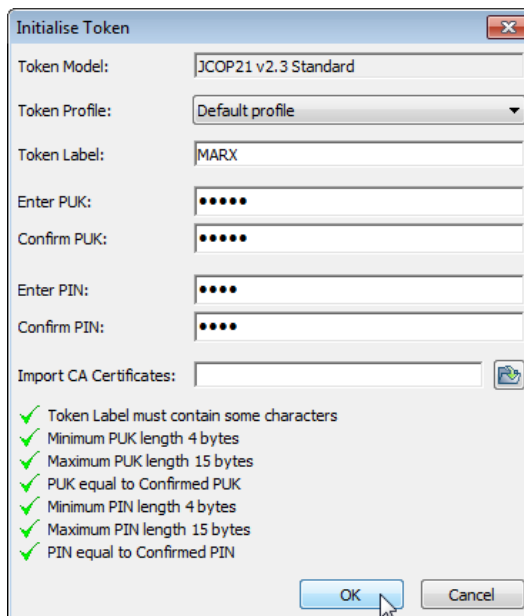 Initialise Token
Token Model: JCOP21 v2.3 Standard
Token Profile: Default profile
Token Label: MARX
Enter PUK: •••••
Confirm PUK: •••••
Enter PIN: ••••
Confirm PIN: ••••
Import CA Certificates:
Token Label must contain some characters
Minimum PUK length 4 bytes
Maximum PUK length 15 bytes
PUK equal to Confirmed PUK
Minimum PIN length 4 bytes
Maximum PIN length 15 bytes
PIN equal to Confirmed PIN
OK Cancel